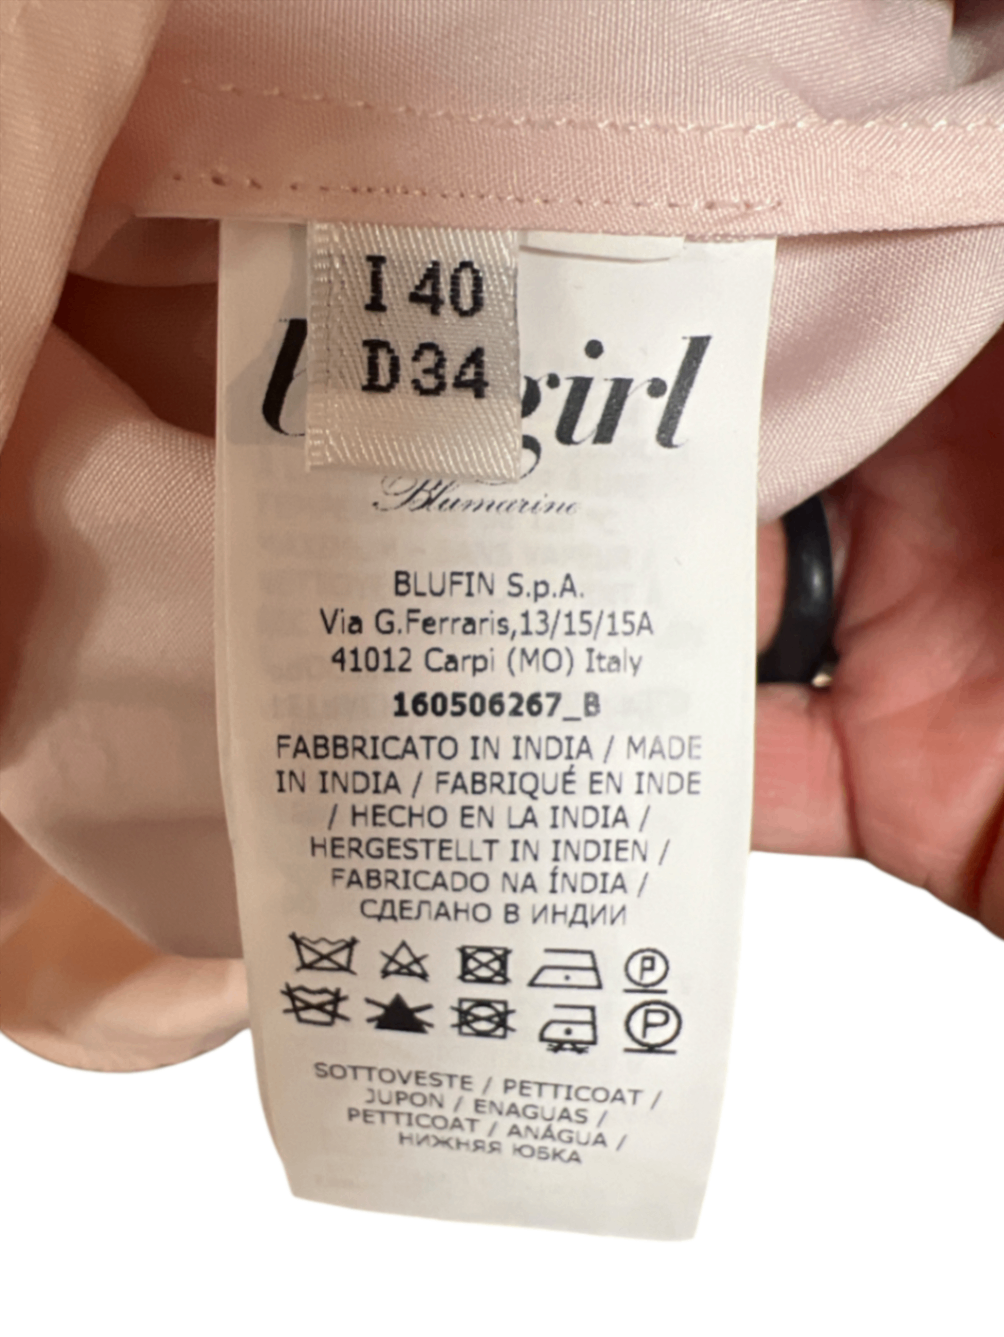 I 40
D34
girl
Blumarine
BLUFIN S.p.A.
Via G.Ferraris,13/15/15A
41012 Carpi (MO) Italy
160506267_B
FABBRICATO IN INDIA / MADE
IN INDIA / FABRIQUÉ EN INDE
/ HECHO EN LA INDIA /
HERGESTELLT IN INDIEN /
FABRICADO NA ÍNDIA /
СДЕЛАНО В ИНДИИ
P
P
SOTTOVESTE / PETTICOAT /
JUPON / ENAGUAS /
PETTICOAT / ANÁGUA /
НИЖНЯЯ ЮБКА